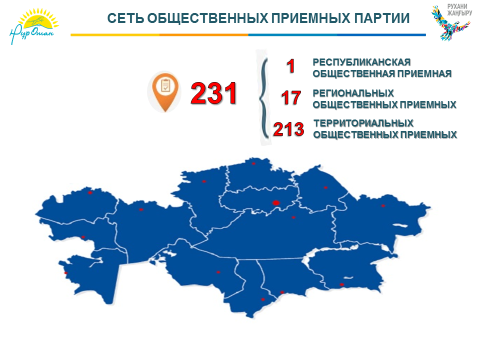 Нұр Отан
СЕТЬ ОБЩЕСТВЕННЫХ ПРИЕМНЫХ ПАРТИИ
РУХАНИ
ЖАҢҒЫРУ
231
1
РЕСПУБЛИКАНСКАЯ
ОБЩЕСТВЕННАЯ ПРИЕМНАЯ
17
РЕГИОНАЛЬНЫХ
ОБЩЕСТВЕННЫХ ПРИЕМНЫХ
213
ТЕРРИТОРИАЛЬНЫХ
ОБЩЕСТВЕННЫХ ПРИЕМНЫХ